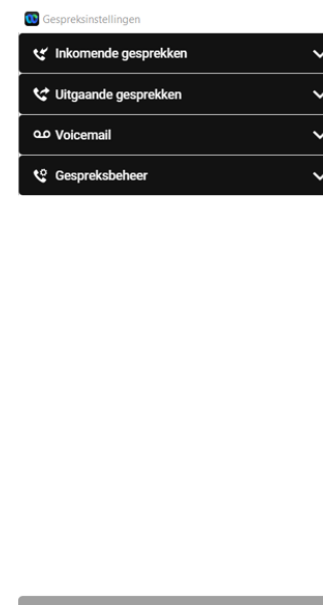 Gespreksinstellingen
Inkomende gesprekken
Uitgaande gesprekken
Voicemail
Gespreksbeheer